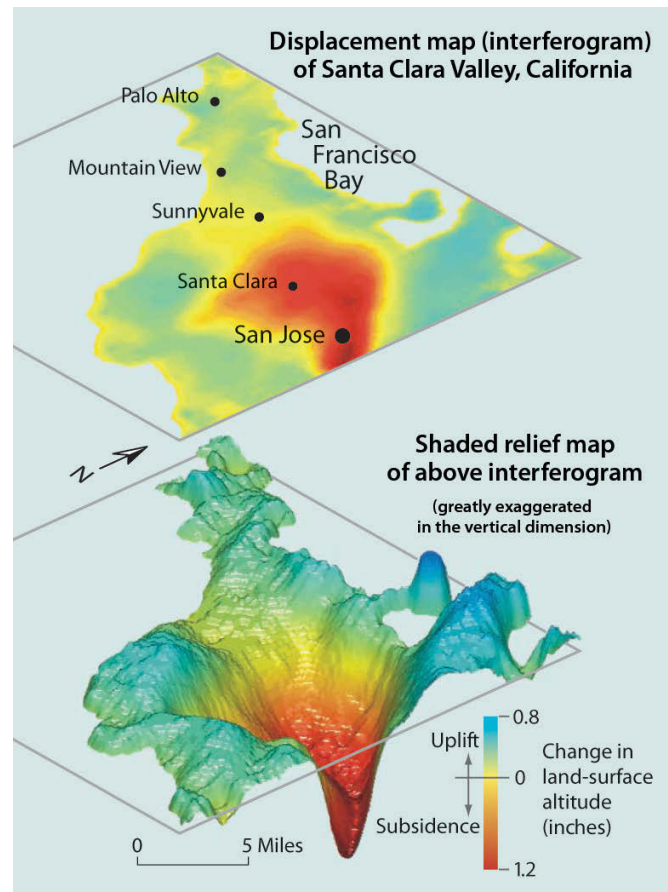 Displacement map (interferogram)
of Santa Clara Valley, California
Palo Alto
San
Francisco
Bay
Mountain View
Sunnyvale
Santa Clara
San Jose
N
Shaded relief map
of above interferogram
(greatly exaggerated
in the vertical dimension)
0.8
Uplift
Change in
land-surface
altitude
(inches)
0
Subsidence
1.2
0
5 Miles